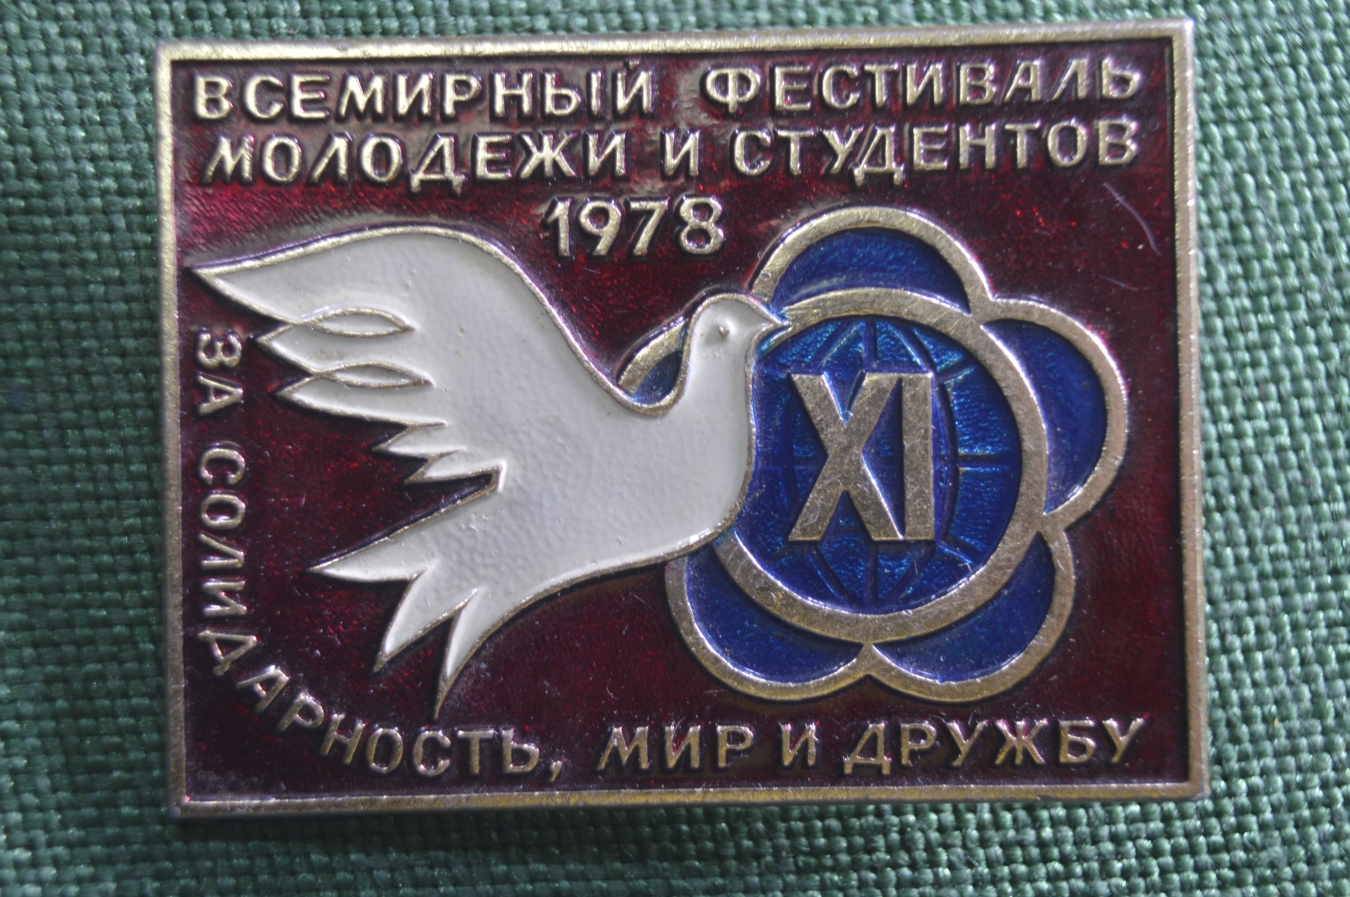 ВСЕМИРНЫЙ ФЕСТИВАЛЬ
МОЛОДЕЖИ И СТУДЕНТОВ
1978
XI
ЗА СОЛИДАРНОСТЬ, МИР И ДРУЖБУ